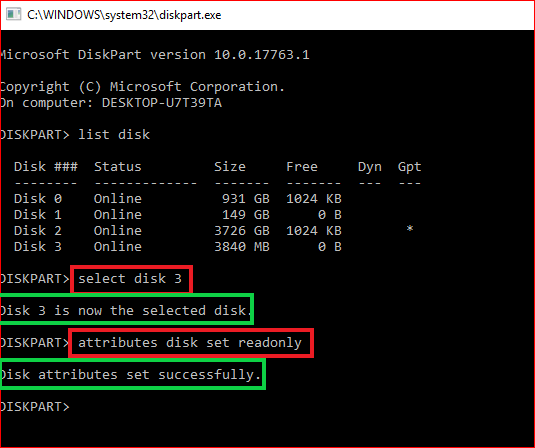 C:\WINDOWS\system32\diskpart.exe
Microsoft DiskPart version 10.0.17763.1
Copyright (C) Microsoft Corporation.
On computer: DESKTOP-U7T39TA
DISKPART> list disk
Disk ###  Status         Size     Free     Dyn  Gpt
--------  -------------  -------  -------  ---  ---
Disk 0    Online          931 GB  1024 KB
Disk 1    Online          149 GB      0 B
Disk 2    Online         3726 GB  1024 KB        *
Disk 3    Online         3840 MB      0 B
DISKPART> select disk 3
Disk 3 is now the selected disk.
DISKPART> attributes disk set readonly
Disk attributes set successfully.
DISKPART>